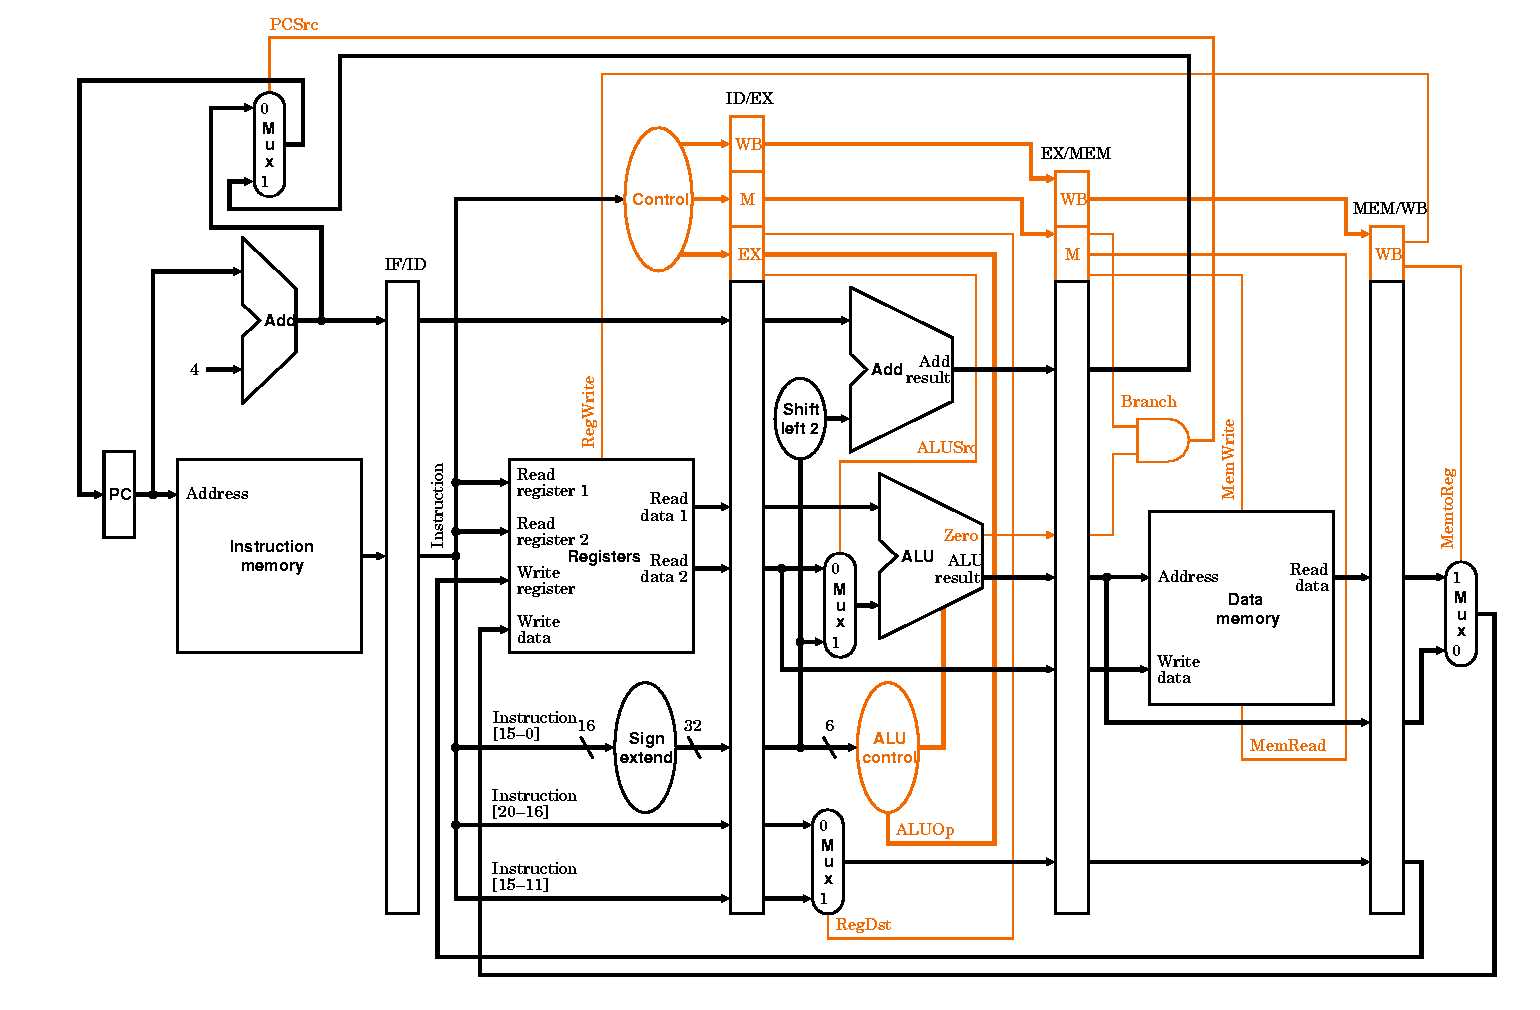 PCSrc
ID/EX
0
M
u
x
1
WB
EX/MEM
Control
M
WB
MEM/WB
EX
M
WB
IF/ID
Add
4
Add
Add
result
Shift
left 2
RegWrite
Branch
ALUSrc
MemWrite
MemtoReg
PC
Address
Instruction
memory
Instruction
Read
register 1
Read
register 2
Write
register
Write
data
Registers
Read
data 1
Read
data 2
0
M
u
x
1
Zero
ALU
ALU
result
Address
Write
data
Data
memory
Read
data
1
M
u
x
0
Instruction
[15–0]
16
Sign
extend
32
6
ALU
control
MemRead
Instruction
[20–16]
ALUOp
0
M
u
x
1
Instruction
[15–11]
RegDst